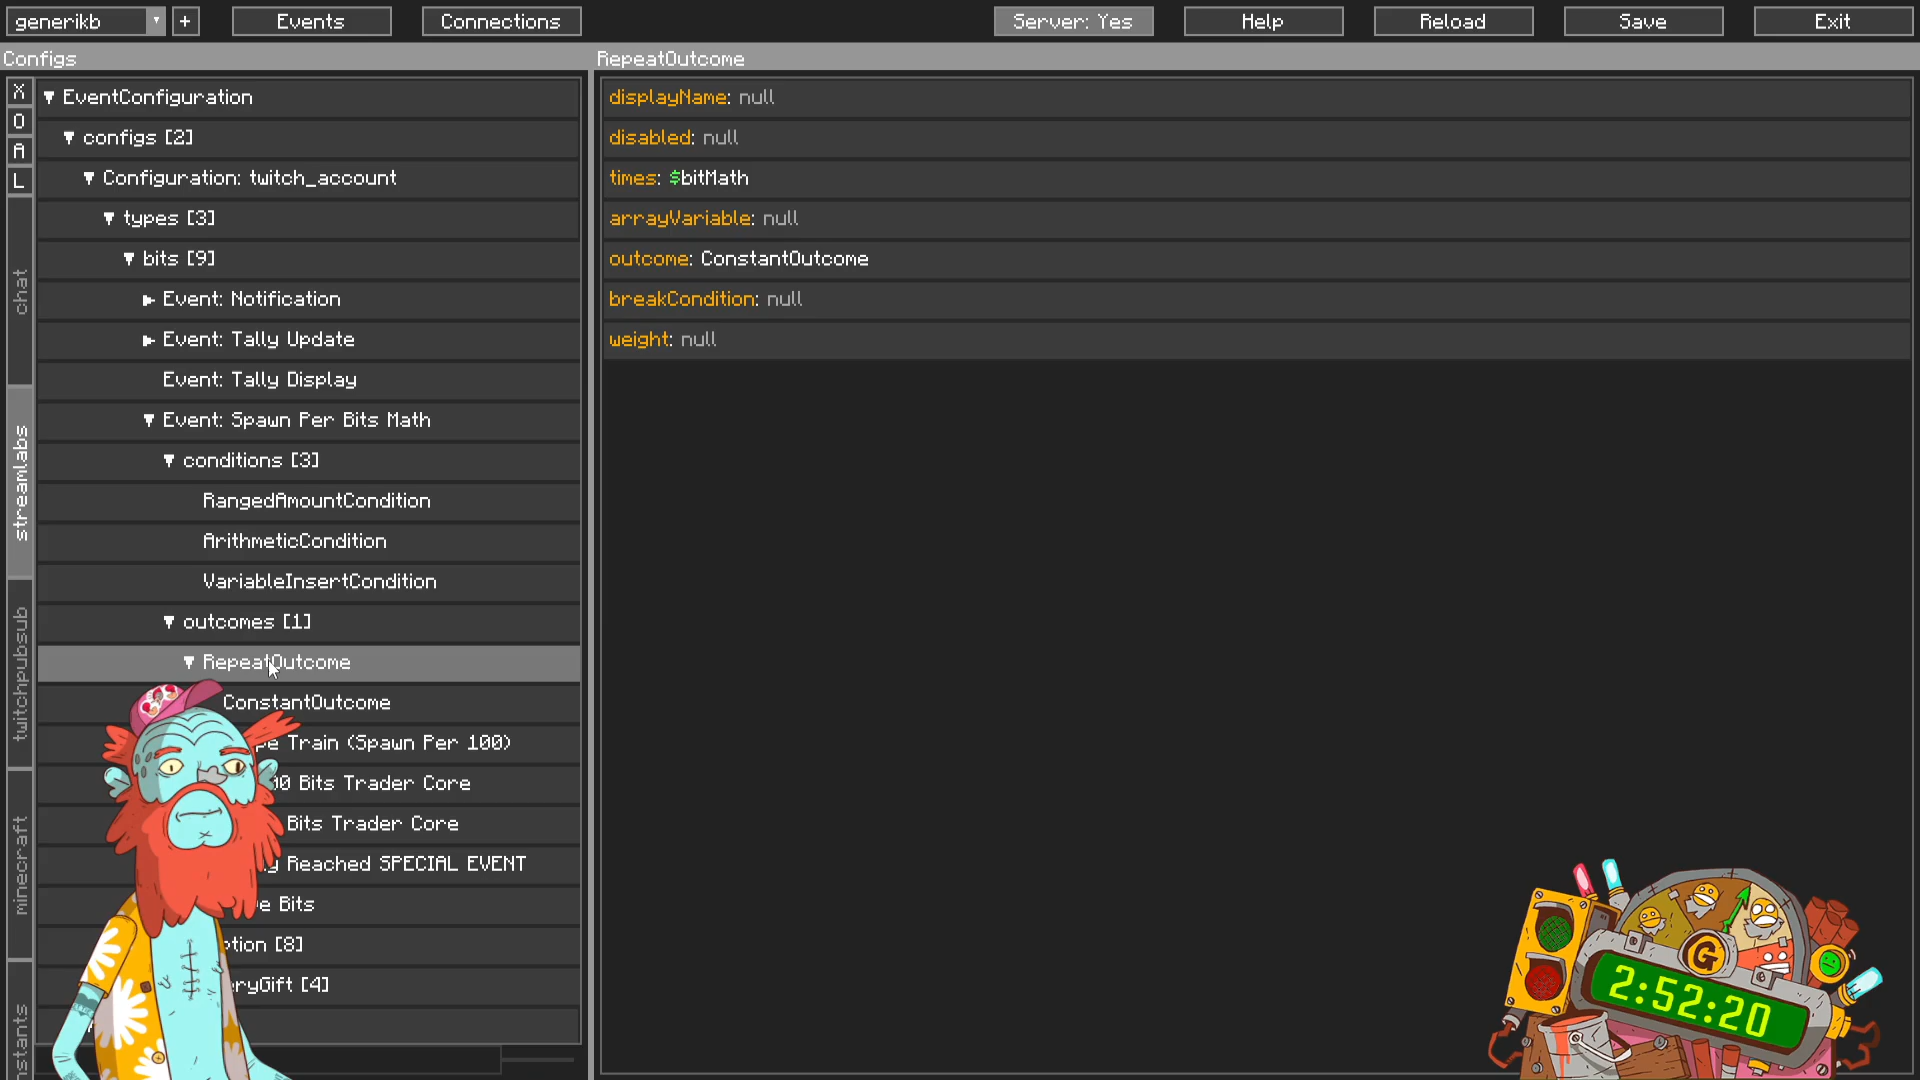 generikb
+
Events
Connections
Server: Yes
Help
Reload
Save
Exit
Configs
RepeatOutcome
X
O
A
L
chat
streamlabs
twitchpubsub
minecraft
EventConfiguration
configs [2]
Configuration: twitch_account
types [3]
bits [9]
Event: Notification
Event: Tally Update
Event: Tally Display
Event: Spawn Per Bits Math
conditions [3]
RangedAmountCondition
ArithmeticCondition
VariableInsertCondition
outcomes [1]
RepeatOutcome
ConstantOutcome
Train (Spawn Per 100)
Bits Trader Core
Bits Trader Core
Reached SPECIAL EVENT
Bits
[8]
[4]
displayName: null
disabled: null
times: $bitMath
arrayVariable: null
outcome: ConstantOutcome
breakCondition: null
weight: null
G
2:52:20